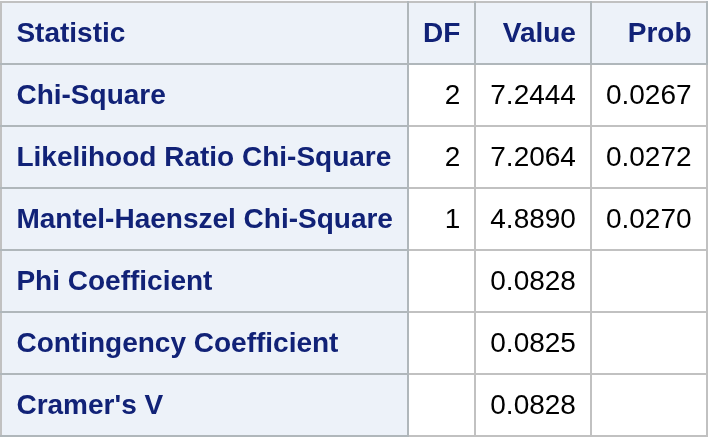 Statistic DF Value Prob
Chi-Square 2 7.2444 0.0267
Likelihood Ratio Chi-Square 2 7.2064 0.0272
Mantel-Haenszel Chi-Square 1 4.8890 0.0270
Phi Coefficient 0.0828
Contingency Coefficient 0.0825
Cramer's V 0.0828